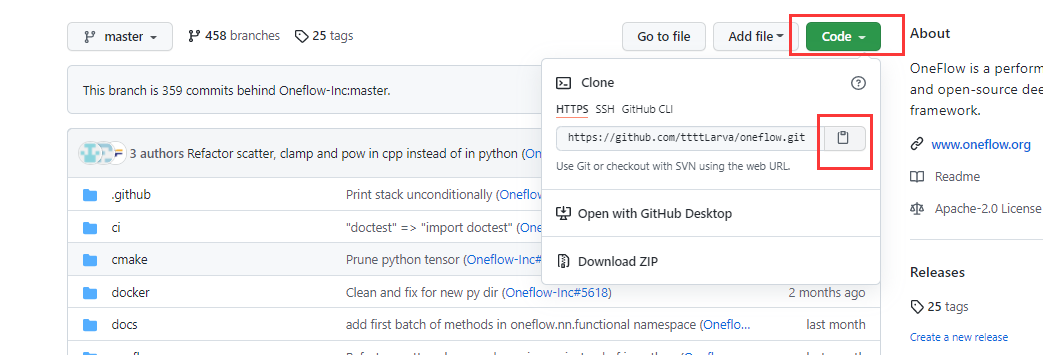 master 458 branches 25 tags Go to file Add file Code
This branch is 359 commits behind Oneflow-Inc:master.
3 authors Refactor scatter, clamp and pow in cpp instead of in python (On
.github Print stack unconditionally (Oneflow
ci "doctest" => "import doctest" (Oneflow
cmake Prune python tensor (Oneflow-Inc#
docker Clean and fix for new py dir (Oneflow-Inc#5618) 2 months ago
docs add first batch of methods in oneflow.nn.functional namespace (Oneflo... last month
Clone
HTTPS SSH GitHub CLI
https://github.com/ttttLarva/oneflow.git
Use Git or checkout with SVN using the web URL.
Open with GitHub Desktop
Download ZIP
About
OneFlow is a perform
and open-source dee
framework.
www.oneflow.org
Readme
Apache-2.0 License
Releases
25 tags
Create a new release